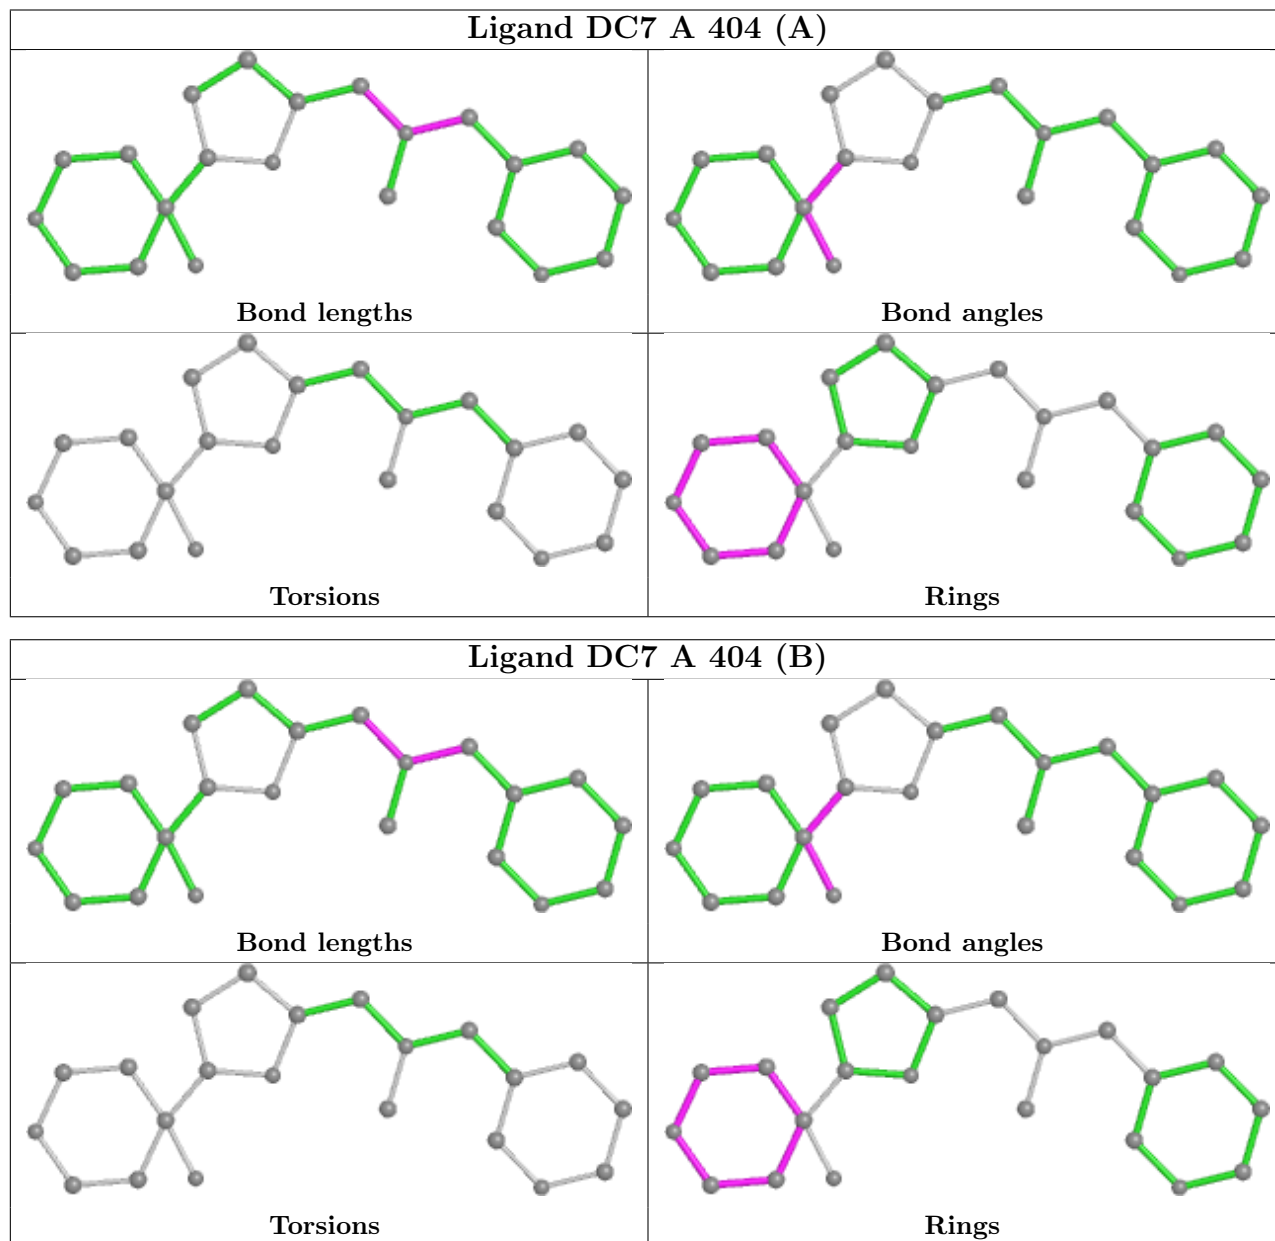 Ligand DC7 A 404 (A)
Bond lengths
Bond angles
Torsions
Rings
Ligand DC7 A 404 (B)
Bond lengths
Bond angles
Torsions
Rings